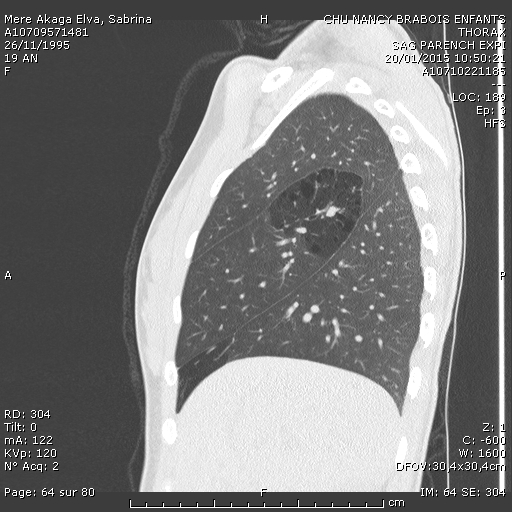 Mere Akaga Elva, Sabrina
A10709571481
26/11/1995
19 AN
F
H
CHU NANCY BRABOIS ENFANTS
THORAX
SAG PARENCH EXPI
20/01/2015 10:50:21
A10710221185
---
LOC: 189
Ep: 3
HFS
A
P
RD: 304
Tilt: 0
mA: 122
KVp: 120
N° Acq: 2
Page: 64 sur 80
F
cm
Z: 1
C: -600
W: 1600
DFOV:30,4x30,4cm
IM: 64 SE: 304